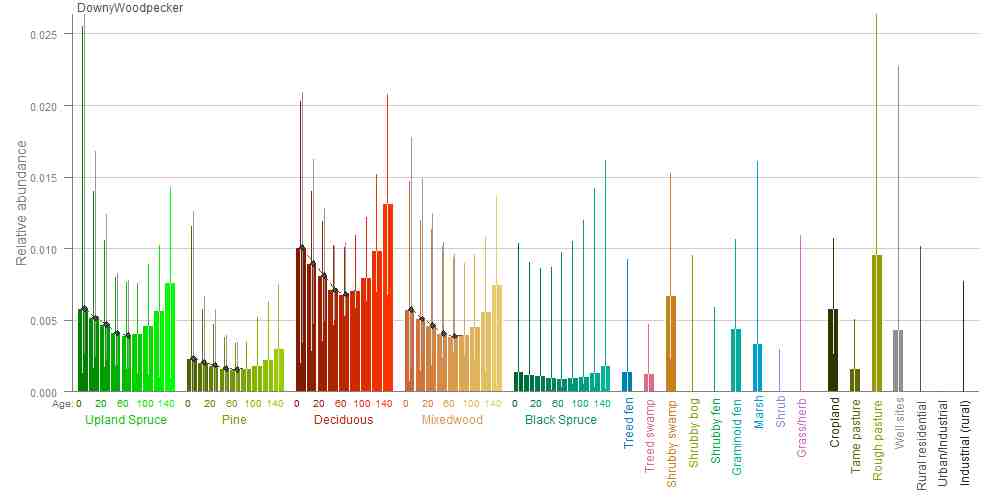 DownyWoodpecker
Relative abundance
0.025
0.020
0.015
0.010
0.005
0.000
Age: 0 20 60 100 140 0 20 60 100 140 0 20 60 100 140 0 20 60 100 140 0 20 60 100 140
Upland Spruce Pine Deciduous Mixedwood Black Spruce
Treed fen
Treed swamp
Shrubby swamp
Shrubby bog
Shrubby fen
Graminoid fen
Marsh
Shrub
Grass/herb
Cropland
Tame pasture
Rough pasture
Well sites
Rural residential
Urban/Industrial
Industrial (rural)